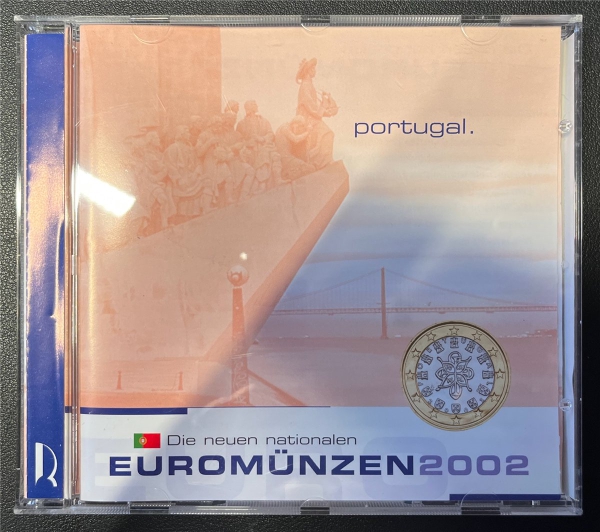 portugal.
Die neuen nationalen
EUROMÜNZEN2002